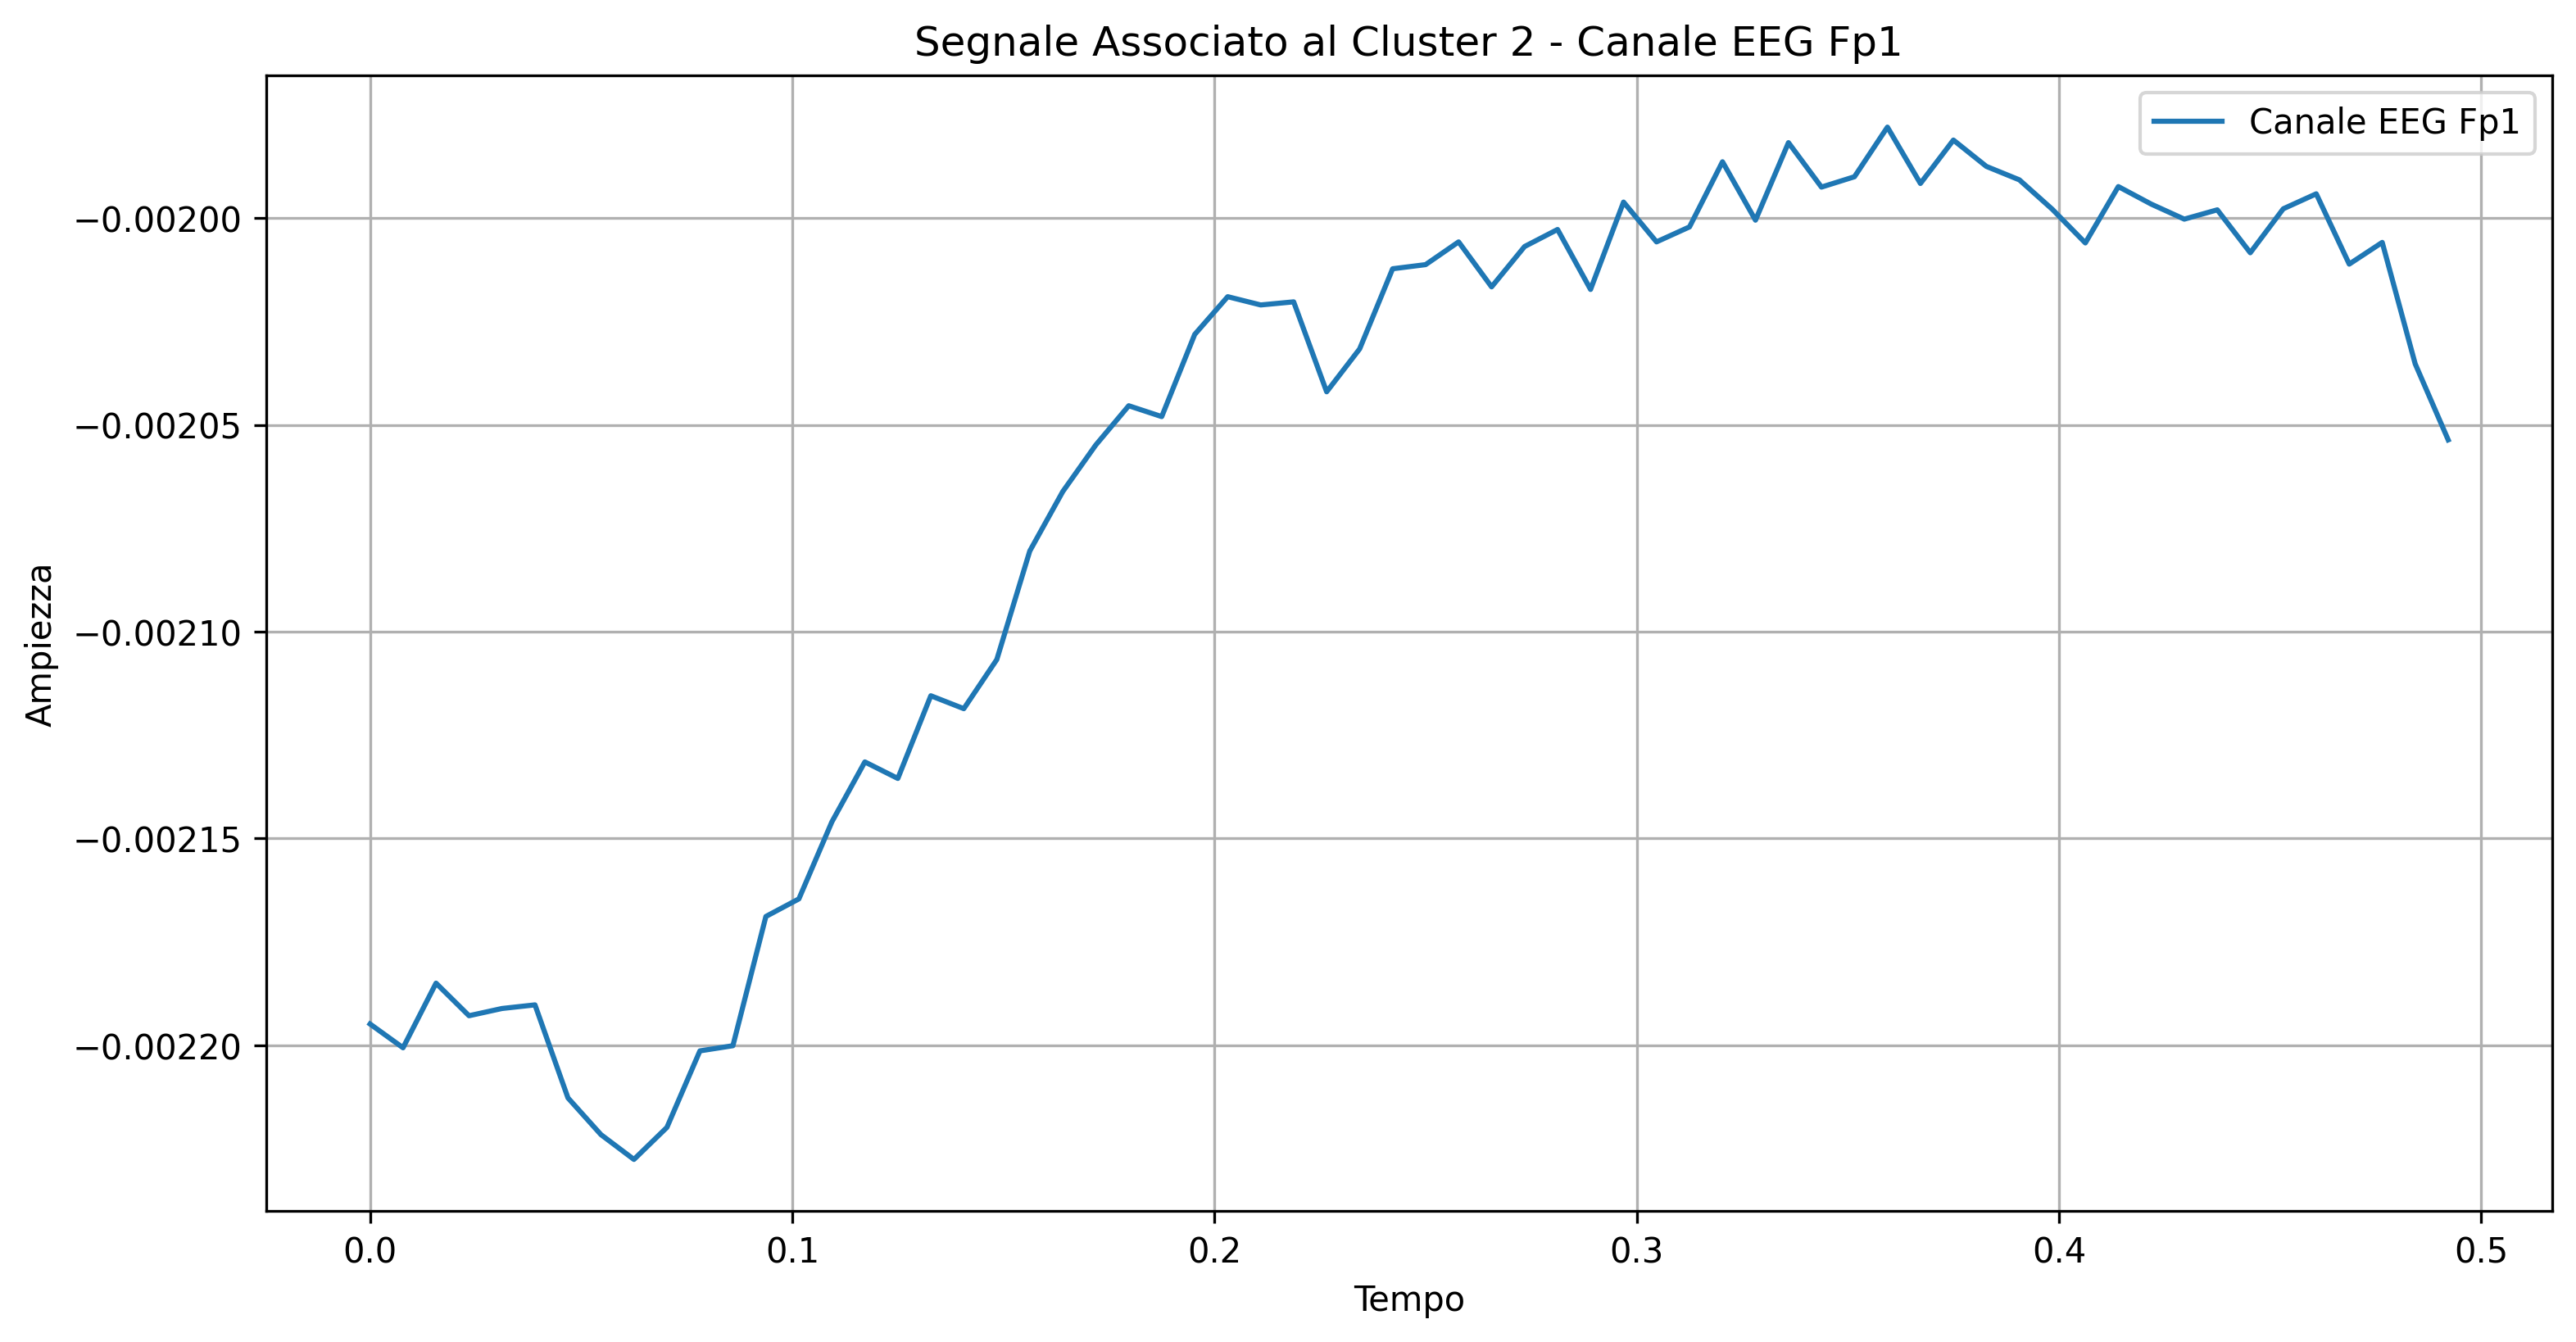 Segnale Associato al Cluster 2 - Canale EEG Fp1
Canale EEG Fp1
Ampiezza
−0.00200
−0.00205
−0.00210
−0.00215
−0.00220
0.0 0.1 0.2 0.3 0.4 0.5
Tempo